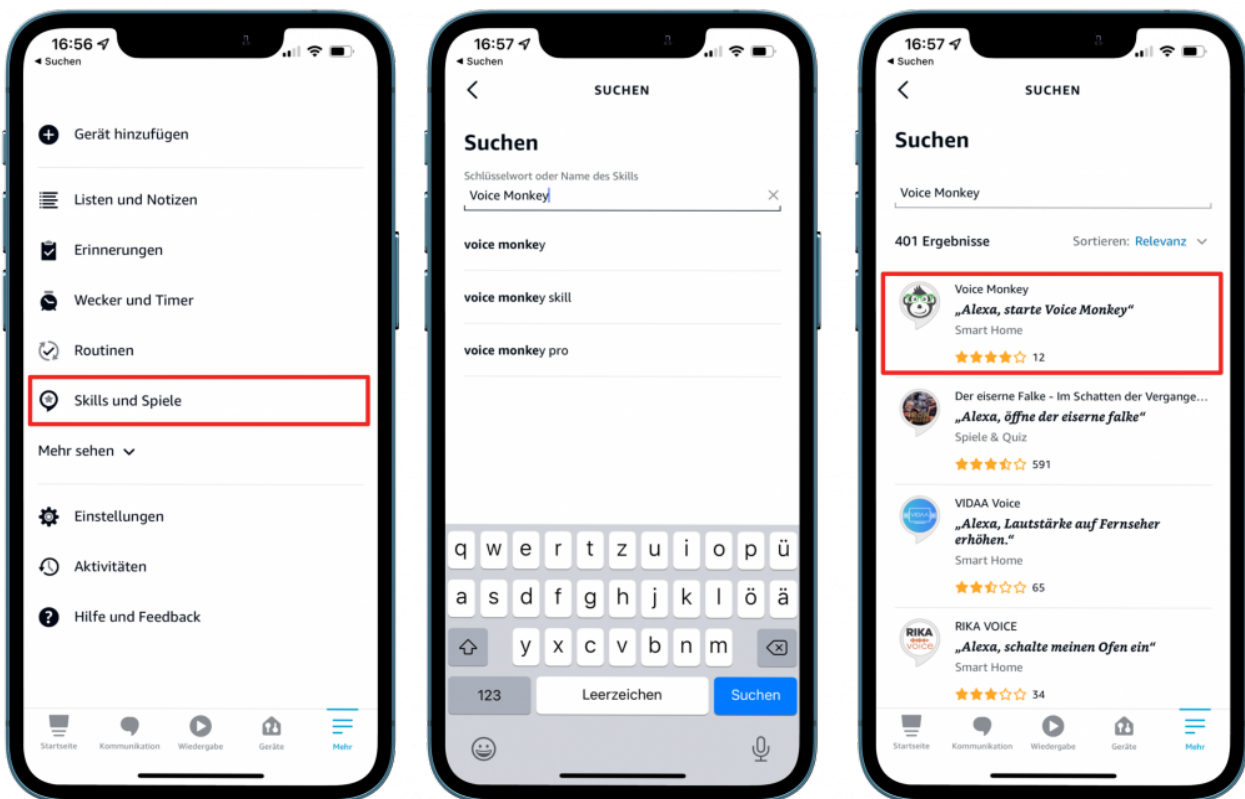 16:56
Suchen
Gerät hinzufügen
Listen und Notizen
Erinnerungen
Wecker und Timer
Routinen
Skills und Spiele
Mehr sehen
Einstellungen
Aktivitäten
Hilfe und Feedback
Startseite Kommunikation Wiedergabe Geräte Mehr
16:57
Suchen
SUCHEN
Suchen
Schlüsselwort oder Name des Skills
Voice Monkey
voice monkey
voice monkey skill
voice monkey pro
q w e r t z u i o p ü
a s d f g h j k l ö ä
y x c v b n m
123 Leerzeichen Suchen
16:57
Suchen
SUCHEN
Suchen
Voice Monkey
401 Ergebnisse Sortieren: Relevanz
Voice Monkey
„Alexa, starte Voice Monkey“
Smart Home
12
Der eiserne Falke - Im Schatten der Vergange...
„Alexa, öffne der eiserne falke“
Spiele & Quiz
591
VIDAA
VIDAA Voice
„Alexa, Lautstärke auf Fernseher
erhöhen.“
Smart Home
65
RIKA
VOICE
RIKA VOICE
„Alexa, schalte meinen Ofen ein“
Smart Home
34
Startseite Kommunikation Wiedergabe Geräte Mehr